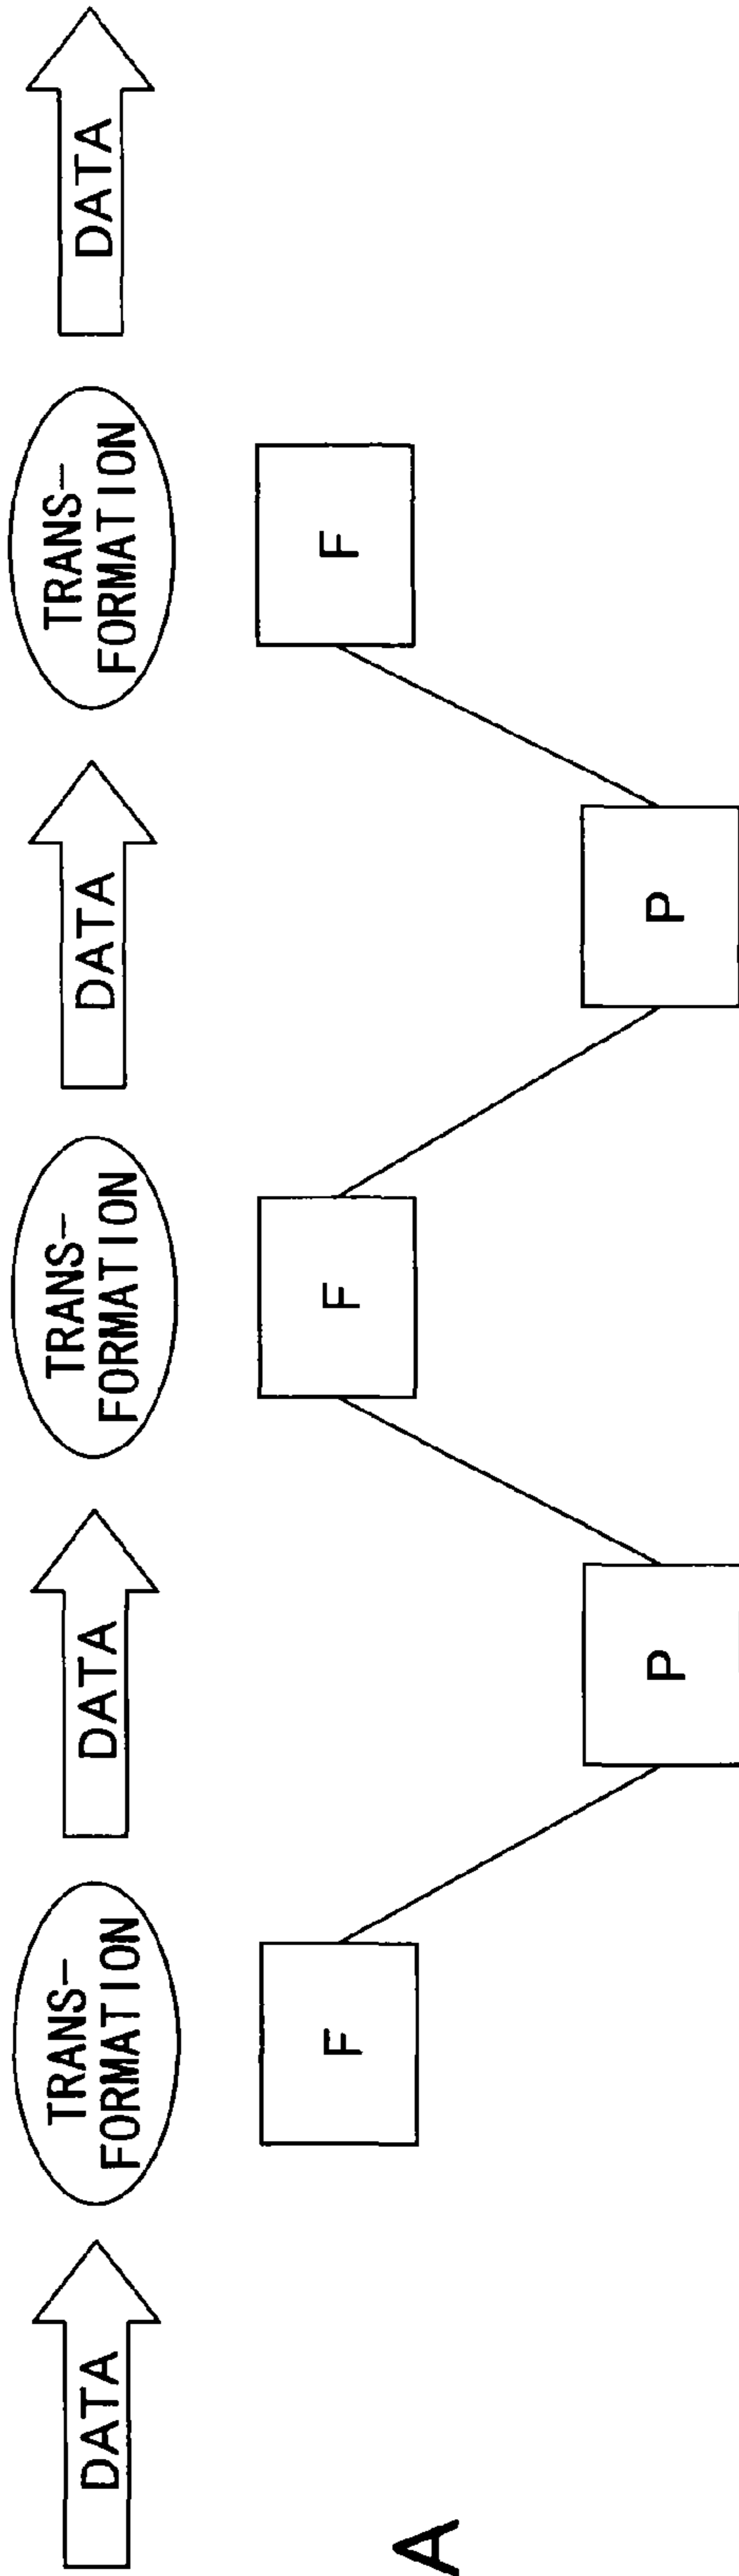 DATA
TRANS-
FORMATION
DATA
TRANS-
FORMATION
DATA
TRANS-
FORMATION
DATA
F
F
F
A
P
P